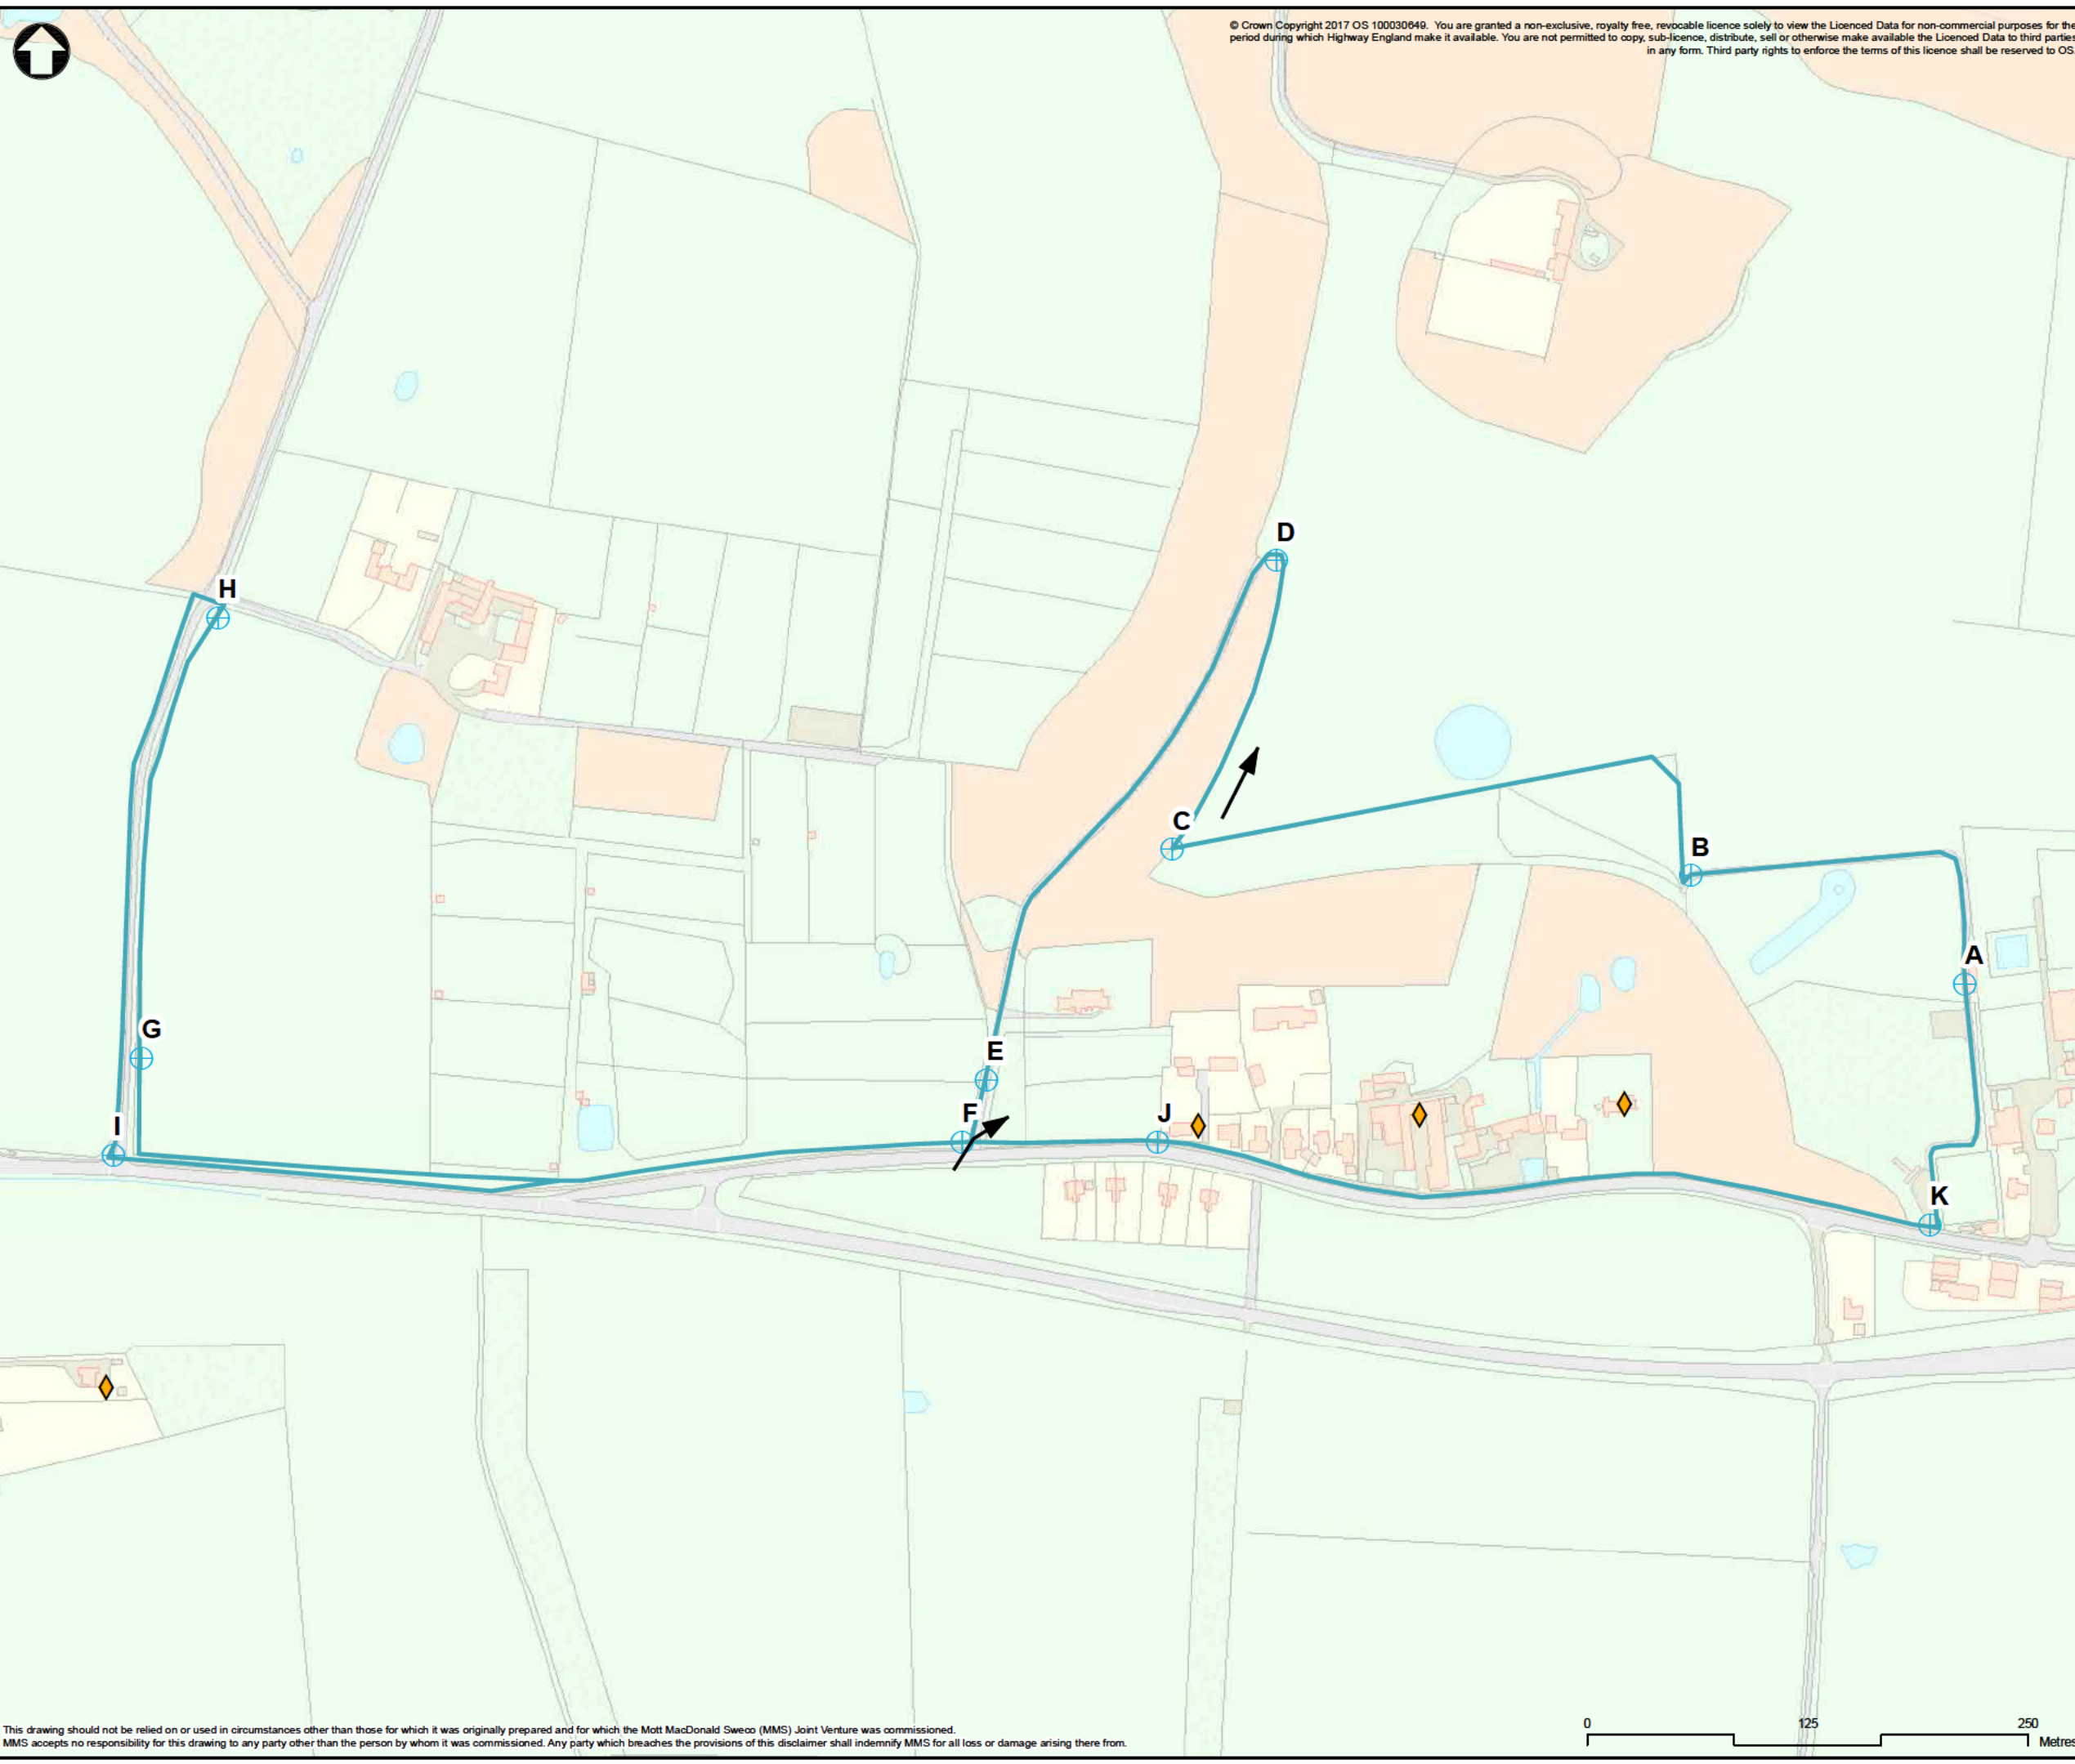 © Crown Copyright 2017 OS 100030649. You are granted a non-exclusive, royalty free, revocable licence solely to view the Licenced Data for non-commercial purposes for the
period during which Highway England make it available. You are not permitted to copy, sub-licence, distribute, sell or otherwise make available the Licenced Data to third parties
in any form. Third party rights to enforce the terms of this licence shall be reserved to OS.
D
H
C
B
A
G
E
F
J
I
K
0 125 250
Metres
This drawing should not be relied on or used in circumstances other than those for which it was originally prepared and for which the Mott MacDonald Sweco (MMS) Joint Venture was commissioned.
MMS accepts no responsibility for this drawing to any party other than the person by whom it was commissioned. Any party which breaches the provisions of this disclaimer shall indemnify MMS for all loss or damage arising there from.